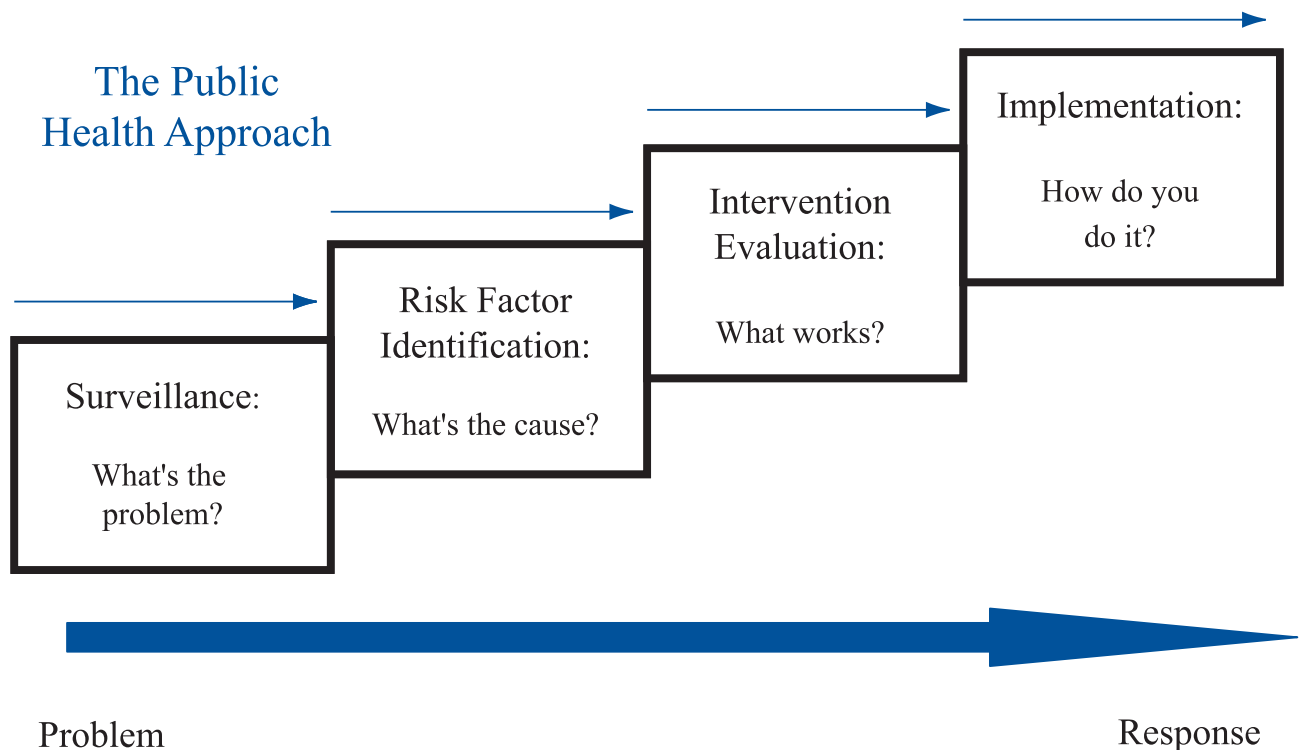 The Public
Health Approach
Surveillance:
What's the
problem?
Risk Factor
Identification:
What's the cause?
Intervention
Evaluation:
What works?
Implementation:
How do you
do it?
Problem
Response